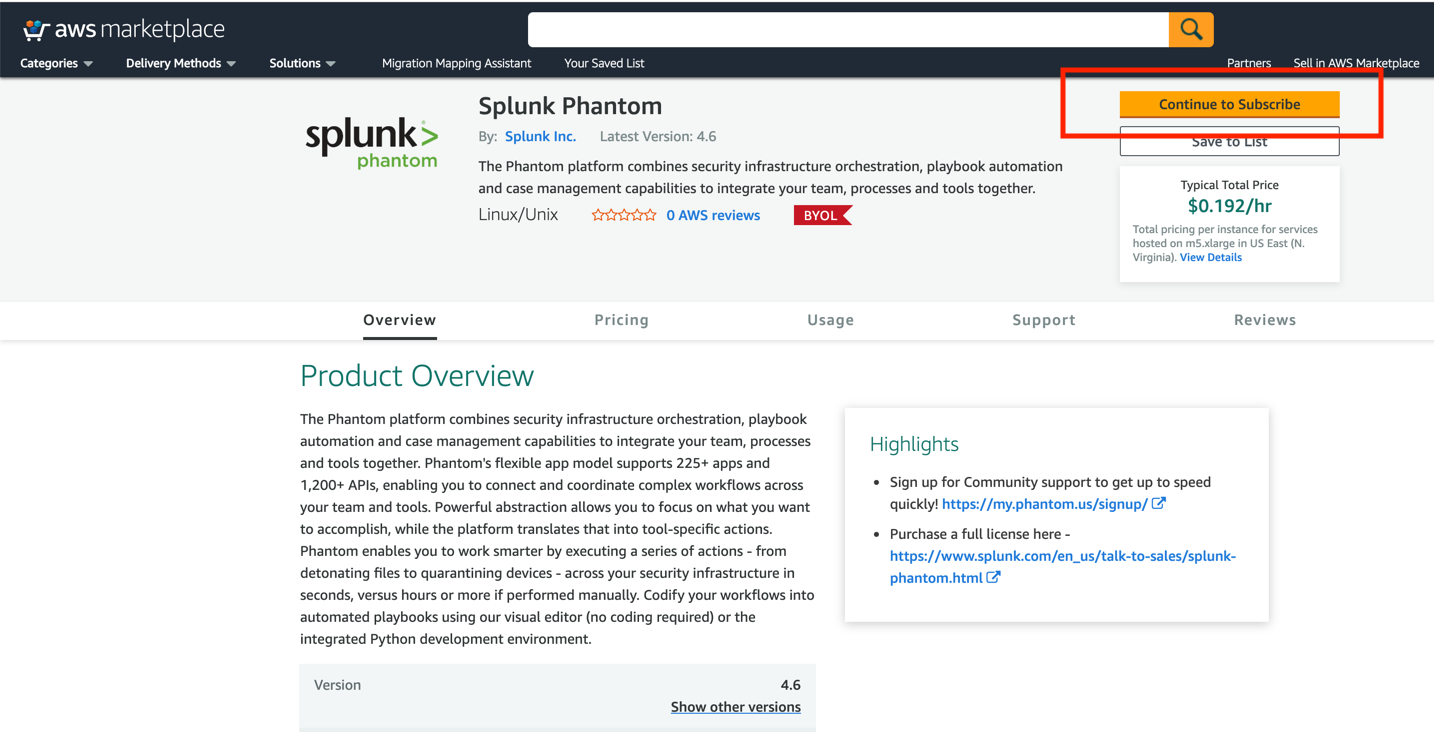 aws marketplace
Categories
Delivery Methods
Solutions
Migration Mapping Assistant
Your Saved List
Partners
Sell in AWS Marketplace
splunk>
phantom
Splunk Phantom
By: Splunk Inc. Latest Version: 4.6
The Phantom platform combines security infrastructure orchestration, playbook automation
and case management capabilities to integrate your team, processes and tools together.
Linux/Unix 0 AWS reviews BYOL
Continue to Subscribe
Save to List
Typical Total Price
$0.192/hr
Total pricing per instance for services
hosted on m5.xlarge in US East (N.
Virginia). View Details
Overview
Pricing
Usage
Support
Reviews
Product Overview
The Phantom platform combines security infrastructure orchestration, playbook
automation and case management capabilities to integrate your team, processes
and tools together. Phantom's flexible app model supports 225+ apps and
1,200+ APIs, enabling you to connect and coordinate complex workflows across
your team and tools. Powerful abstraction allows you to focus on what you want
to accomplish, while the platform translates that into tool-specific actions.
Phantom enables you to work smarter by executing a series of actions - from
detonating files to quarantining devices - across your security infrastructure in
seconds, versus hours or more if performed manually. Codify your workflows into
automated playbooks using our visual editor (no coding required) or the
integrated Python development environment.
Highlights
• Sign up for Community support to get up to speed
quickly! https://my.phantom.us/signup/
• Purchase a full license here -
https://www.splunk.com/en_us/talk-to-sales/splunk-
phantom.html
Version 4.6
Show other versions